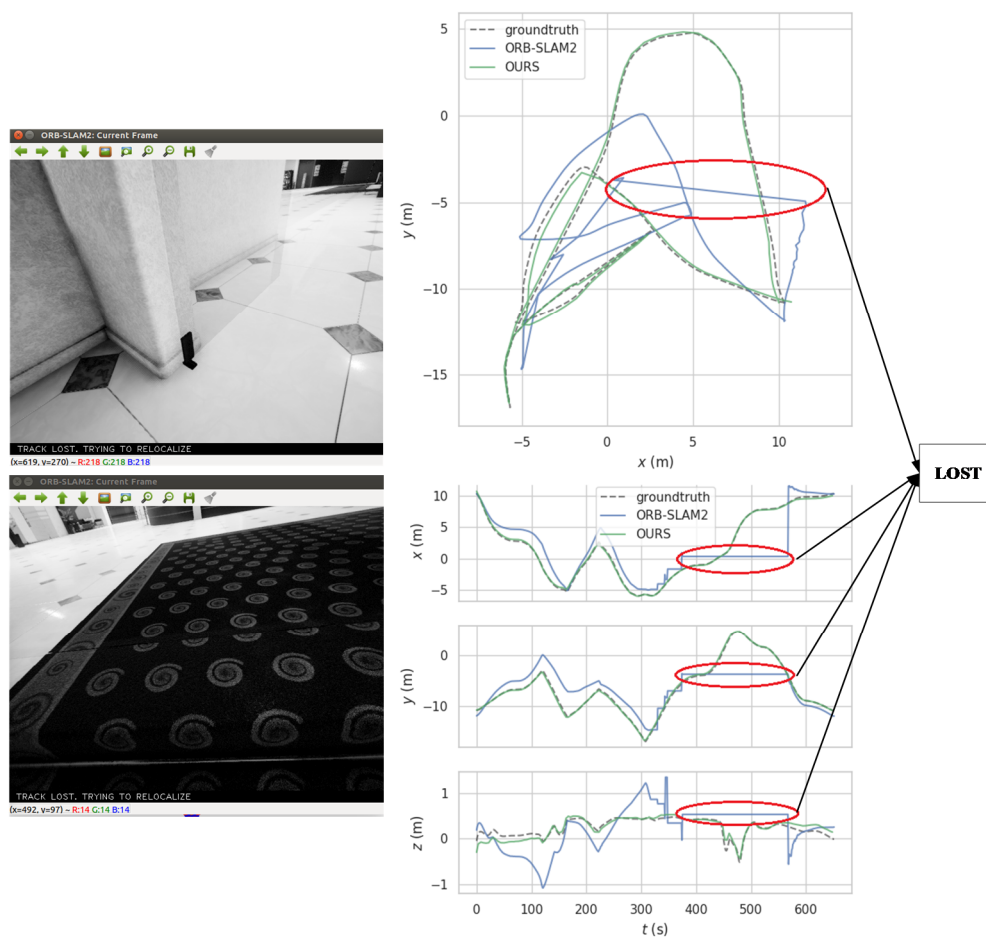 ORB-SLAM2: Current Frame
TRACK LOST. TRYING TO RELOCALIZE
(x=619, y=270) ~ R:218 G:218 B:218
ORB-SLAM2: Current Frame
TRACK LOST. TRYING TO RELOCALIZE
(x=492, y=97) ~ R:14 G:14 B:14
groundtruth
ORB-SLAM2
OURS
5
0
−5
−10
−15
y (m)
−5
0
5
10
x (m)
LOST
groundtruth
ORB-SLAM2
OURS
10
5
0
−5
x (m)
0
−10
y (m)
1
0
−1
z (m)
0
100
200
300
400
500
600
t (s)